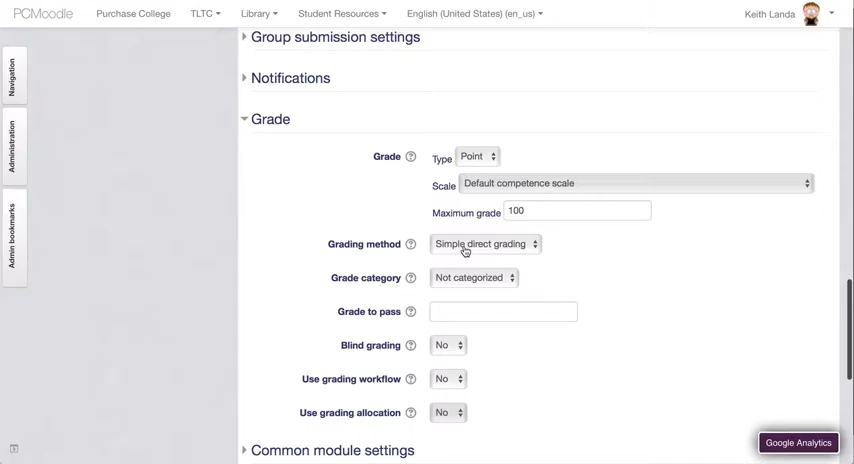 PCMoodle Purchase College TLTC Library Student Resources English (United States) (en_us) Keith Landa
Navigation
Administration
Admin bookmarks
Group submission settings
Notifications
Grade
Grade Type Point
Scale Default competence scale
Maximum grade 100
Grading method Simple direct grading
Grade category Not categorized
Grade to pass
Blind grading No
Use grading workflow No
Use grading allocation No
Google Analytics
Common module settings